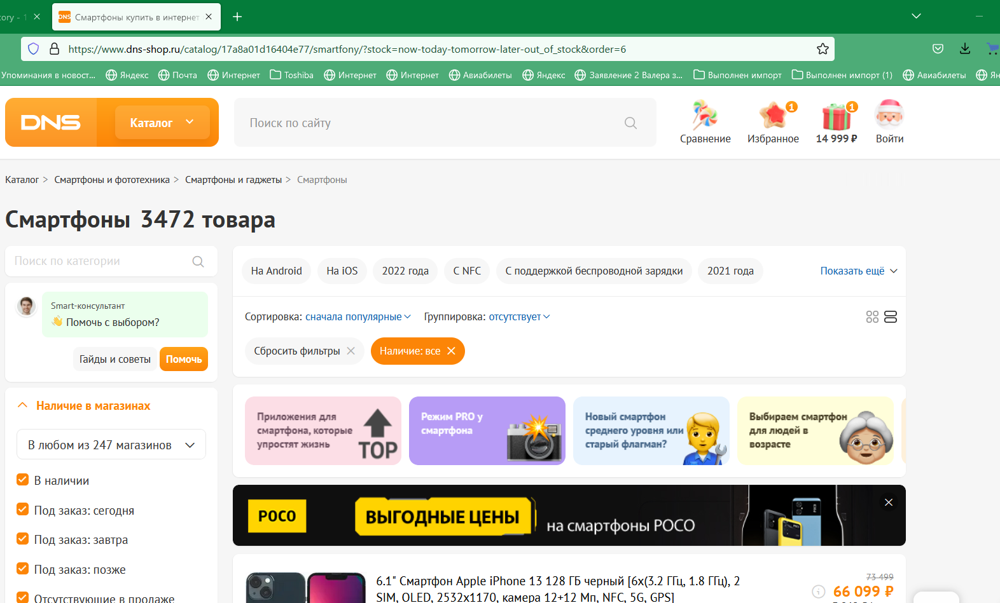 tory - 1
DNS Смартфоны купить в интернет
https://www.dns-shop.ru/catalog/17a8a01d16404e77/smartfony/?stock=now-today-tomorrow-later-out_of_stock&order=6
Упоминания в новост... Яндекс Почта Интернет Toshiba Интернет Интернет Авиабилеты Яндекс Заявление 2 Валера з... Выполнен импорт Выполнен импорт (1) Авиабилеты Ян
DNS Каталог Поиск по сайту
1 1
Сравнение Избранное 14 999 ₽ Войти
Каталог > Смартфоны и фототехника > Смартфоны и гаджеты > Смартфоны
Смартфоны 3472 товара
Поиск по категории
Smart-консультант
👋 Помочь с выбором?
Гайды и советы Помочь
Наличие в магазинах
В любом из 247 магазинов
В наличии
Под заказ: сегодня
Под заказ: завтра
Под заказ: позже
Отсутствующие в продаже
На Android На iOS 2022 года С NFC С поддержкой беспроводной зарядки 2021 года Показать ещё
Сортировка: сначала популярные Группировка: отсутствует
Сбросить фильтры Наличие: все
Приложения для
смартфона, которые
упростят жизнь
TOP
Режим PRO у
смартфона
Новый смартфон
среднего уровня или
старый флагман?
Выбираем смартфон
для людей в
возрасте
POCO ВЫГОДНЫЕ ЦЕНЫ на смартфоны POCO
6.1" Смартфон Apple iPhone 13 128 ГБ черный [6x(3.2 ГГц, 1.8 ГГц), 2
SIM, OLED, 2532x1170, камера 12+12 Мп, NFC, 5G, GPS]
73 499
66 099 ₽